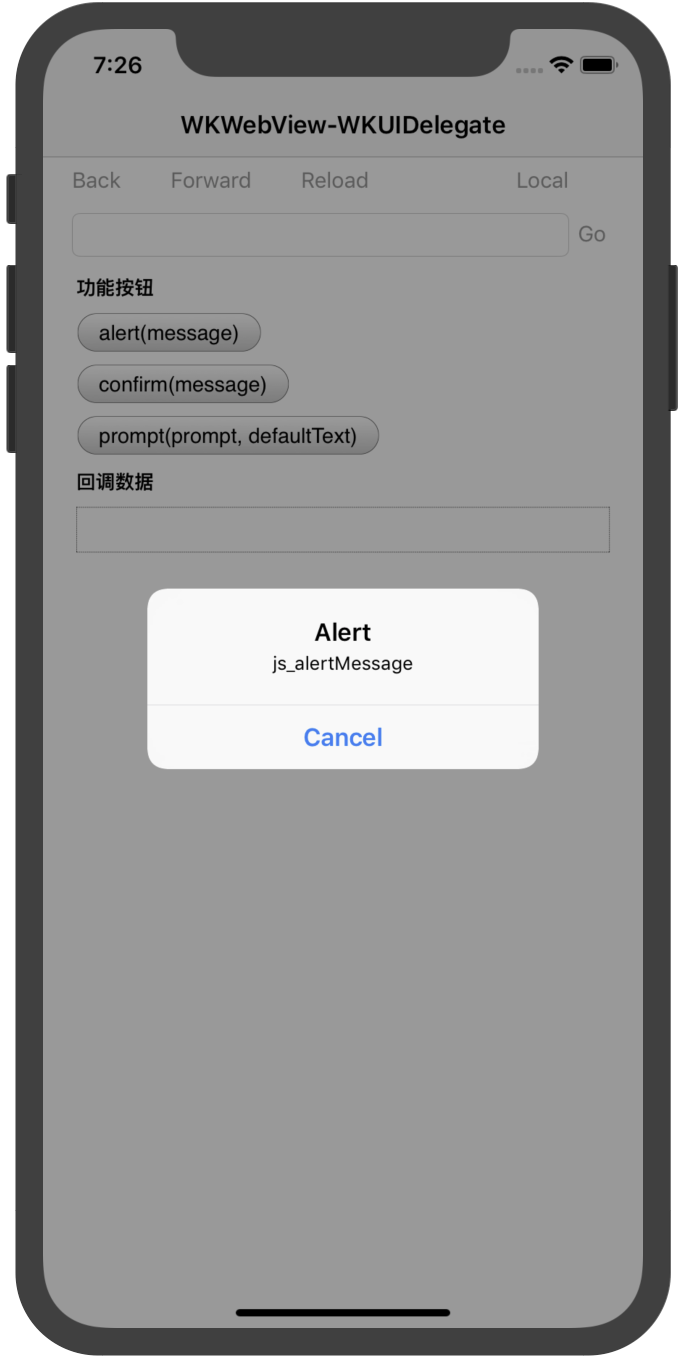 7:26
WKWebView-WKUIDelegate
Back Forward Reload Local
Go
功能按钮
alert(message)
confirm(message)
prompt(prompt, defaultText)
回调数据
Alert
js_alertMessage
Cancel